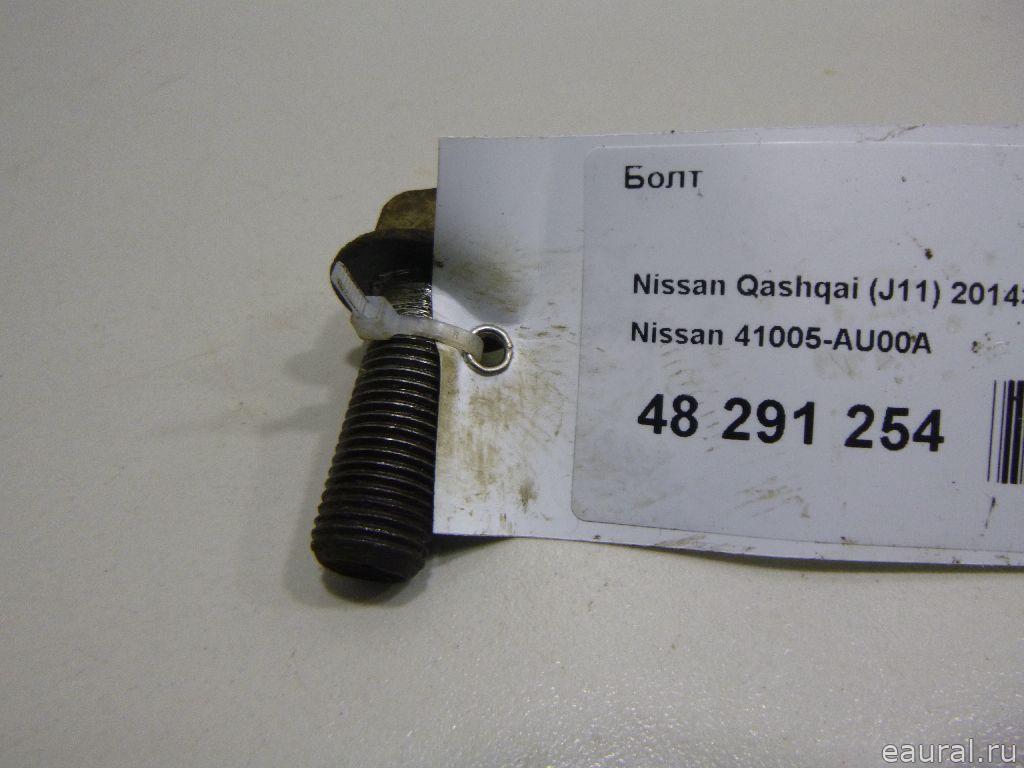 Болт
Nissan Qashqai (J11) 2014>
Nissan 41005-AU00A
48 291 254
eaural.ru